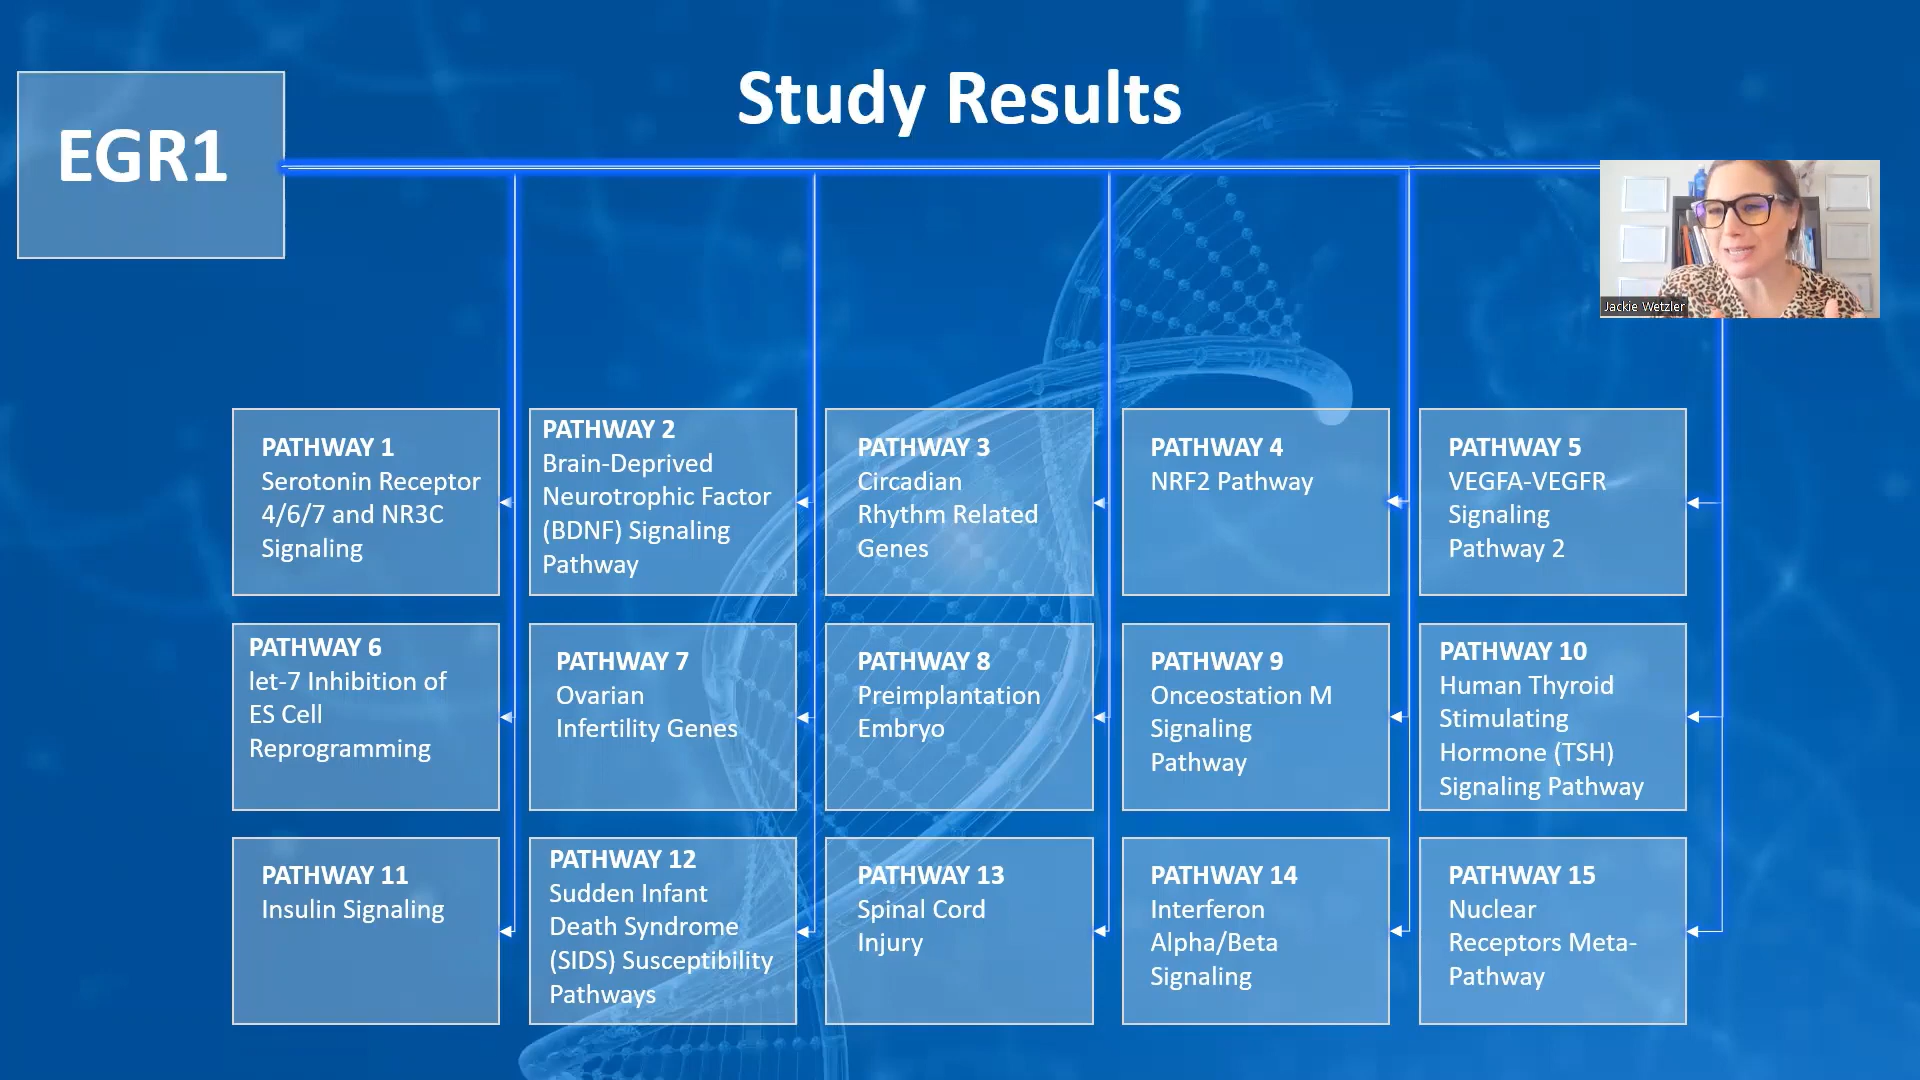 Study Results
EGR1
Jackie Wetzler
PATHWAY 1
Serotonin Receptor
4/6/7 and NR3C
Signaling
PATHWAY 2
Brain-Deprived
Neurotrophic Factor
(BDNF) Signaling
Pathway
PATHWAY 3
Circadian
Rhythm Related
Genes
PATHWAY 4
NRF2 Pathway
PATHWAY 5
VEGFA-VEGFR
Signaling
Pathway 2
PATHWAY 6
let-7 Inhibition of
ES Cell
Reprogramming
PATHWAY 7
Ovarian
Infertility Genes
PATHWAY 8
Preimplantation
Embryo
PATHWAY 9
Onceostation M
Signaling
Pathway
PATHWAY 10
Human Thyroid
Stimulating
Hormone (TSH)
Signaling Pathway
PATHWAY 11
Insulin Signaling
PATHWAY 12
Sudden Infant
Death Syndrome
(SIDS) Susceptibility
Pathways
PATHWAY 13
Spinal Cord
Injury
PATHWAY 14
Interferon
Alpha/Beta
Signaling
PATHWAY 15
Nuclear
Receptors Meta-
Pathway